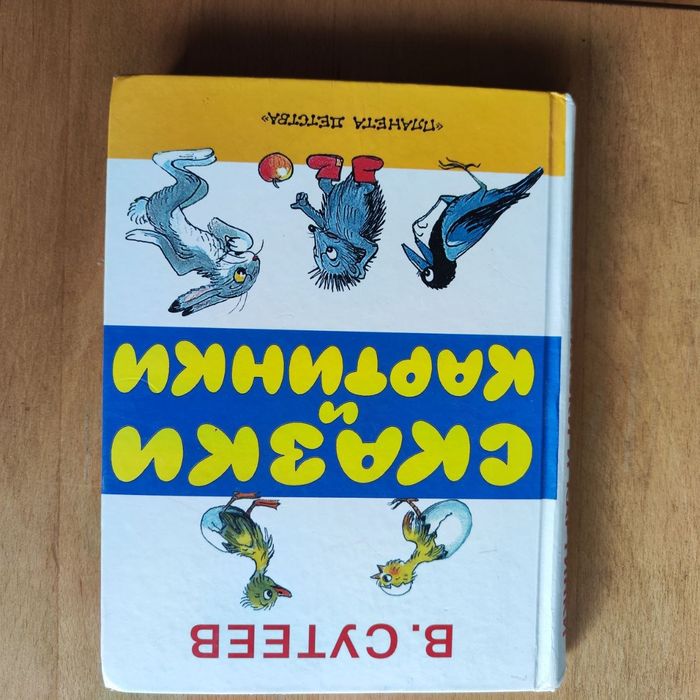 В. СУТЕЕВ
СКАЗКИ
И
КАРТИНКИ
«ПЛАНЕТА ДЕТСТВА»